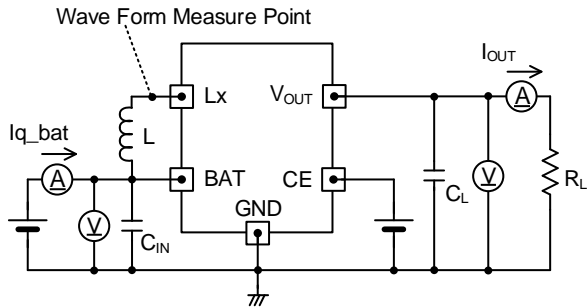 Wave Form Measure Point
IOUT
Lx
VOUT
A
Iq_bat
L
A
BAT
CE
V
CL
V
RL
GND
V
CIN